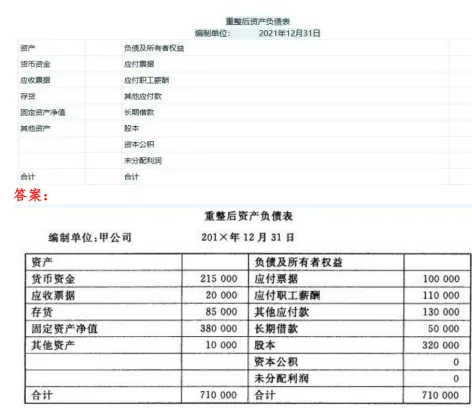 重整后资产负债表
编制单位: 2021年12月31日
资产 负债及所有者权益
货币资金 应付票据
应收票据 应付职工薪酬
存货 其他应付款
固定资产净值 长期借款
其他资产 股本
资本公积
未分配利润
合计 合计
答案：
重整后资产负债表
编制单位:甲公司 201×年12月31日
资产 负债及所有者权益
货币资金 215 000 应付票据 100 000
应收票据 20 000 应付职工薪酬 110 000
存货 85 000 其他应付款 130 000
固定资产净值 380 000 长期借款 50 000
其他资产 10 000 股本 320 000
资本公积 0
未分配利润 0
合计 710 000 合计 710 000